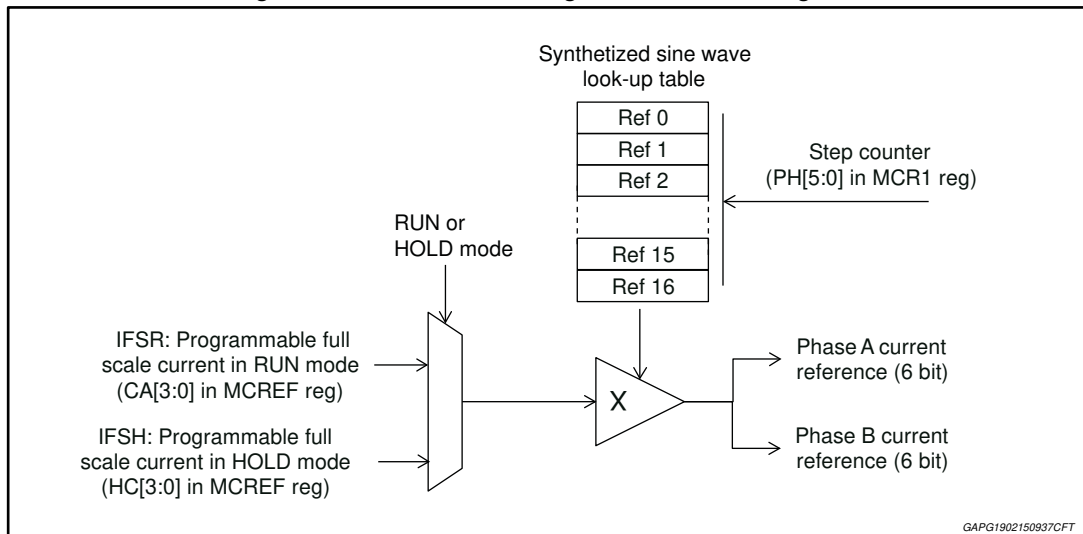 Synthetized sine wave
look-up table
Ref 0
Ref 1
Ref 2
Ref 15
Ref 16
Step counter
(PH[5:0] in MCR1 reg)
RUN or
HOLD mode
IFSR: Programmable full
scale current in RUN mode
(CA[3:0] in MCREF reg)
IFSH: Programmable full
scale current in HOLD mode
(HC[3:0] in MCREF reg)
X
Phase A current
reference (6 bit)
Phase B current
reference (6 bit)
GAPG1902150937CFT